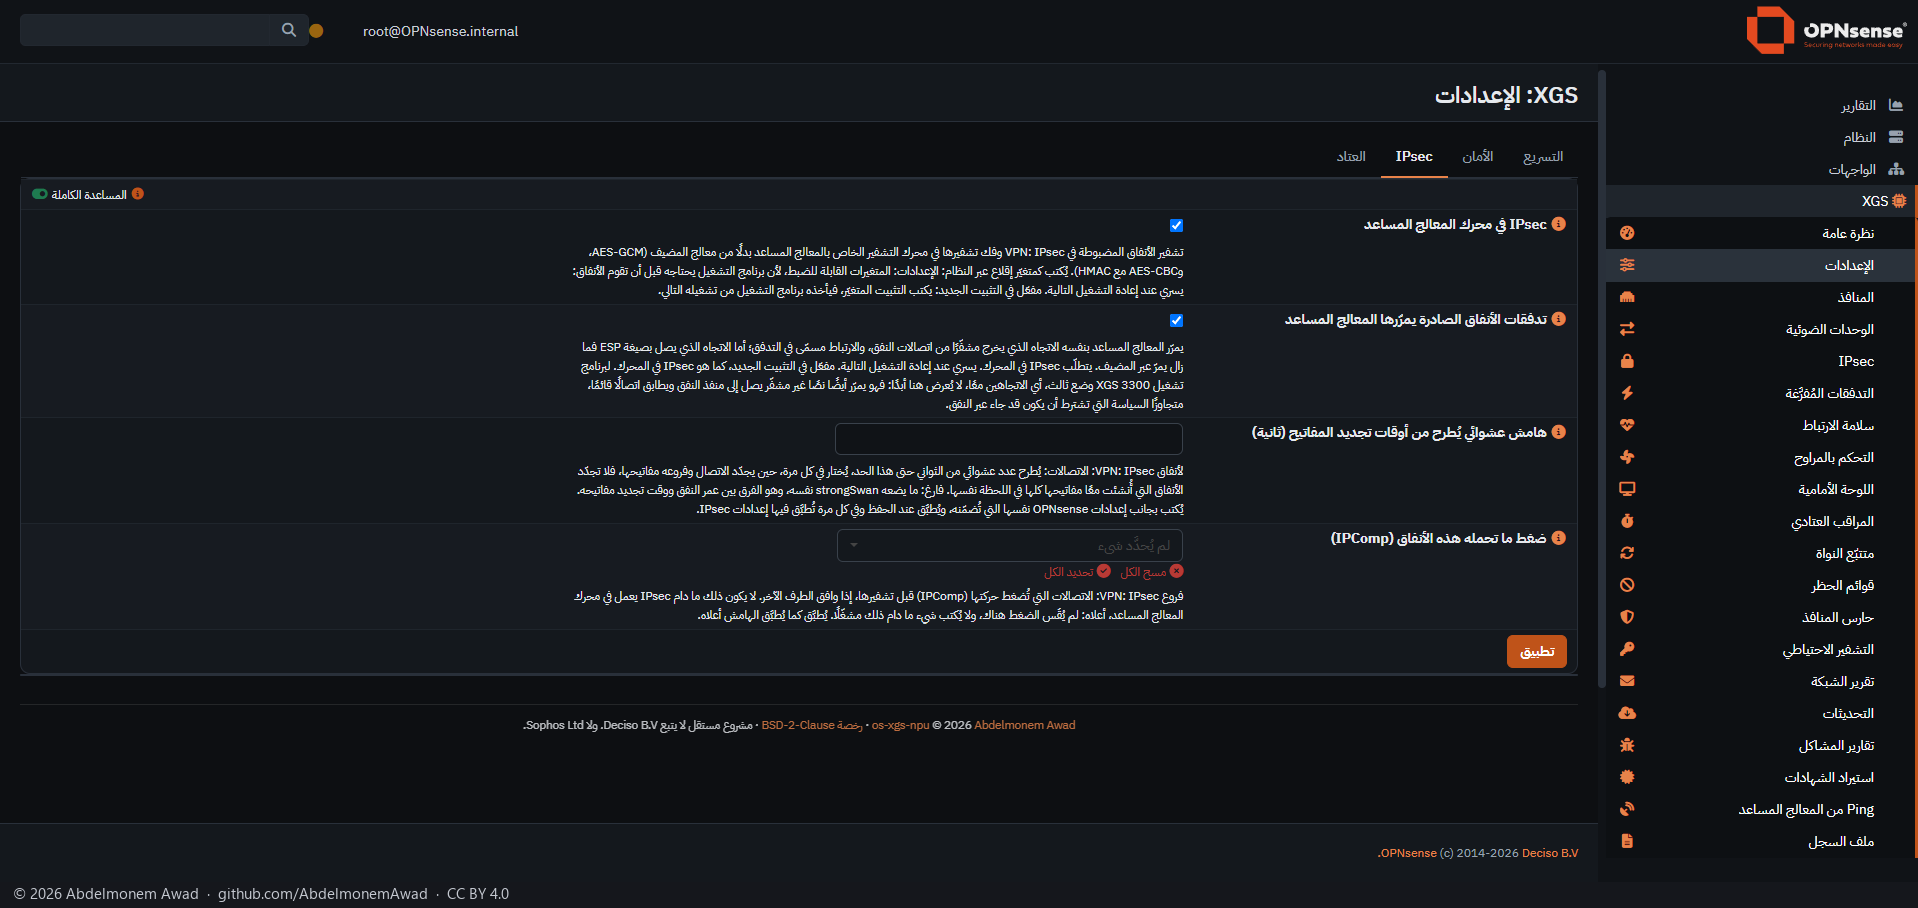 root@OPNsense.internal
OPNsense®
Securing networks made easy
التقارير
النظام
الواجهات
XGS
نظرة عامة
الإعدادات
المنافذ
الوحدات الضوئية
IPsec
التدفقات المُفرَّغة
سلامة الارتباط
التحكم بالمراوح
اللوحة الأمامية
المراقب العتادي
متتبّع النواة
قوائم الحظر
حارس المنافذ
التشفير الاحتياطي
تقرير الشبكة
التحديثات
تقارير المشاكل
استيراد الشهادات
Ping من المعالج المساعد
ملف السجل
XGS: الإعدادات
التسريع
الأمان
IPsec
العتاد
المساعدة الكاملة
IPsec في محرك المعالج المساعد
تشفير الأنفاق المضبوطة في VPN: IPsec وفك تشفيرها في محرك التشفير الخاص بالمعالج المساعد بدلًا من معالج المضيف (AES-GCM،
وAES-CBC مع HMAC). يُكتب كمتغيّر إقلاع عبر النظام: الإعدادات: المتغيرات القابلة للضبط، لأن برنامج التشغيل يحتاجه قبل أن تقوم الأنفاق:
يسري عند إعادة التشغيل التالية. مفعّل في التثبيت الجديد: يكتب التثبيت المتغيّر، فيأخذه برنامج التشغيل من تشغيله التالي.
تدفقات الأنفاق الصادرة يمرّرها المعالج المساعد
يمرّر المعالج المساعد بنفسه الاتجاه الذي يخرج مشفّرًا من اتصالات النفق، والارتباط مسمّى في التدفق؛ أما الاتجاه الذي يصل بصيغة ESP فما
زال يمرّ عبر المضيف. يتطلّب IPsec في المحرك. يسري عند إعادة التشغيل التالية. مفعّل في التثبيت الجديد، كما هو IPsec في المحرك. لبرنامج
تشغيل XGS 3300 وضع ثالث، أي الاتجاهين معًا، لا يُعرض هنا أبدًا: فهو يمرّر أيضًا نصًا غير مشفّر يصل إلى منفذ النفق ويطابق اتصالًا قائمًا،
متجاوزًا السياسة التي تشترط أن يكون قد جاء عبر النفق.
هامش عشوائي يُطرح من أوقات تجديد المفاتيح (ثانية)
لأنفاق VPN: IPsec: الاتصالات: يُطرح عدد عشوائي من الثواني حتى هذا الحد، يُختار في كل مرة، حين يجدّد الاتصال وفروعه مفاتيحها، فلا تجدّد
الأنفاق التي أُنشئت معًا مفاتيحها كلها في اللحظة نفسها. فارغ: ما يضعه strongSwan نفسه، وهو الفرق بين عمر النفق ووقت تجديد مفاتيحه.
يُكتب بجانب إعدادات OPNsense نفسها التي تُضمّنه، ويُطبَّق عند الحفظ وفي كل مرة تُطبَّق فيها إعدادات IPsec.
ضغط ما تحمله هذه الأنفاق (IPComp)
لم يُحدَّد شيء
مسح الكل تحديد الكل
فروع VPN: IPsec: الاتصالات التي تُضغط حركتها (IPComp) قبل تشفيرها، إذا وافق الطرف الآخر. لا يكون ذلك ما دام IPsec يعمل في محرك
المعالج المساعد، أعلاه: لم يُقَس الضغط هناك، ولا يُكتب شيء ما دام ذلك مشغّلًا. يُطبَّق كما يُطبَّق الهامش أعلاه.
تطبيق
os-xgs-npu © 2026 Abdelmonem Awad · رخصة BSD-2-Clause · مشروع مستقل لا يتبع Deciso B.V. ولا Sophos Ltd.
OPNsense (c) 2014-2026 Deciso B.V.
© 2026 Abdelmonem Awad · github.com/AbdelmonemAwad · CC BY 4.0